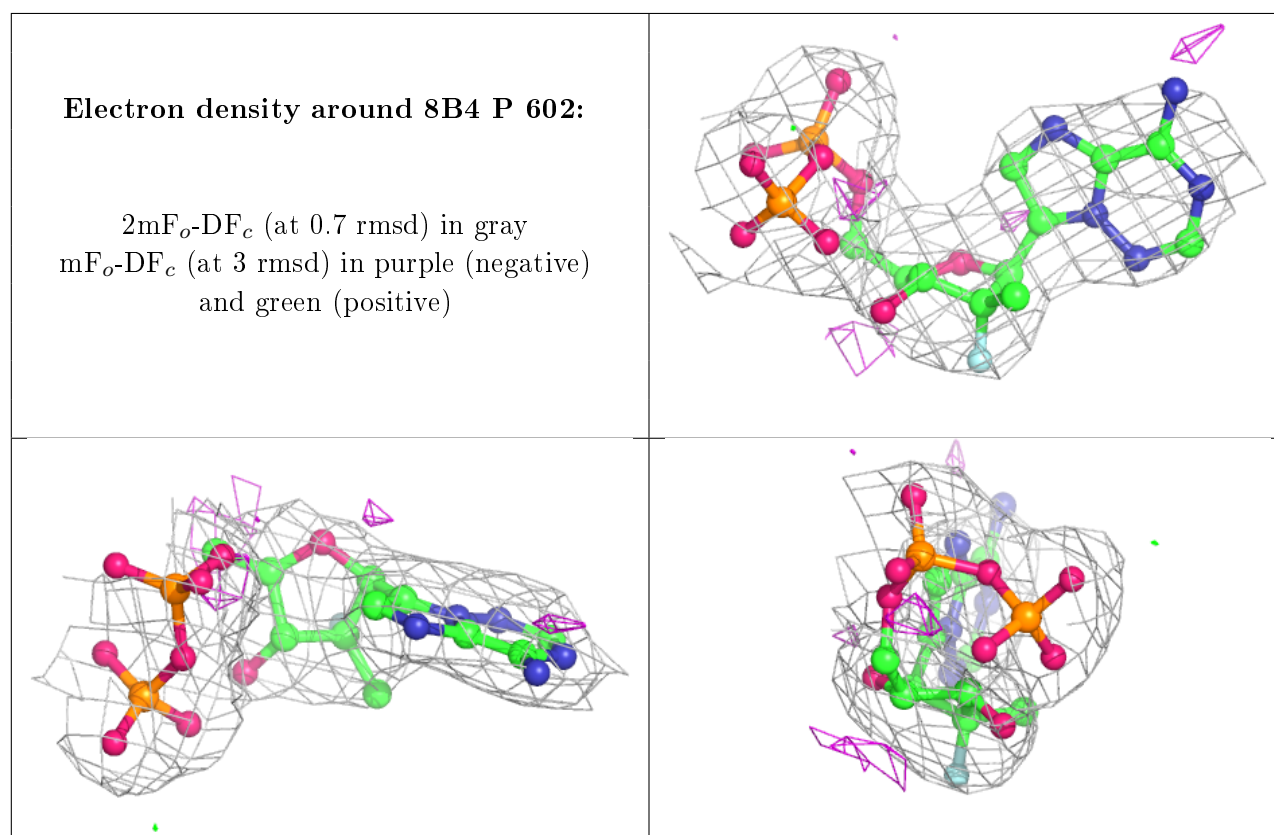 Electron density around 8B4 P 602:
2mFo-DFc (at 0.7 rmsd) in gray
mFo-DFc (at 3 rmsd) in purple (negative)
and green (positive)